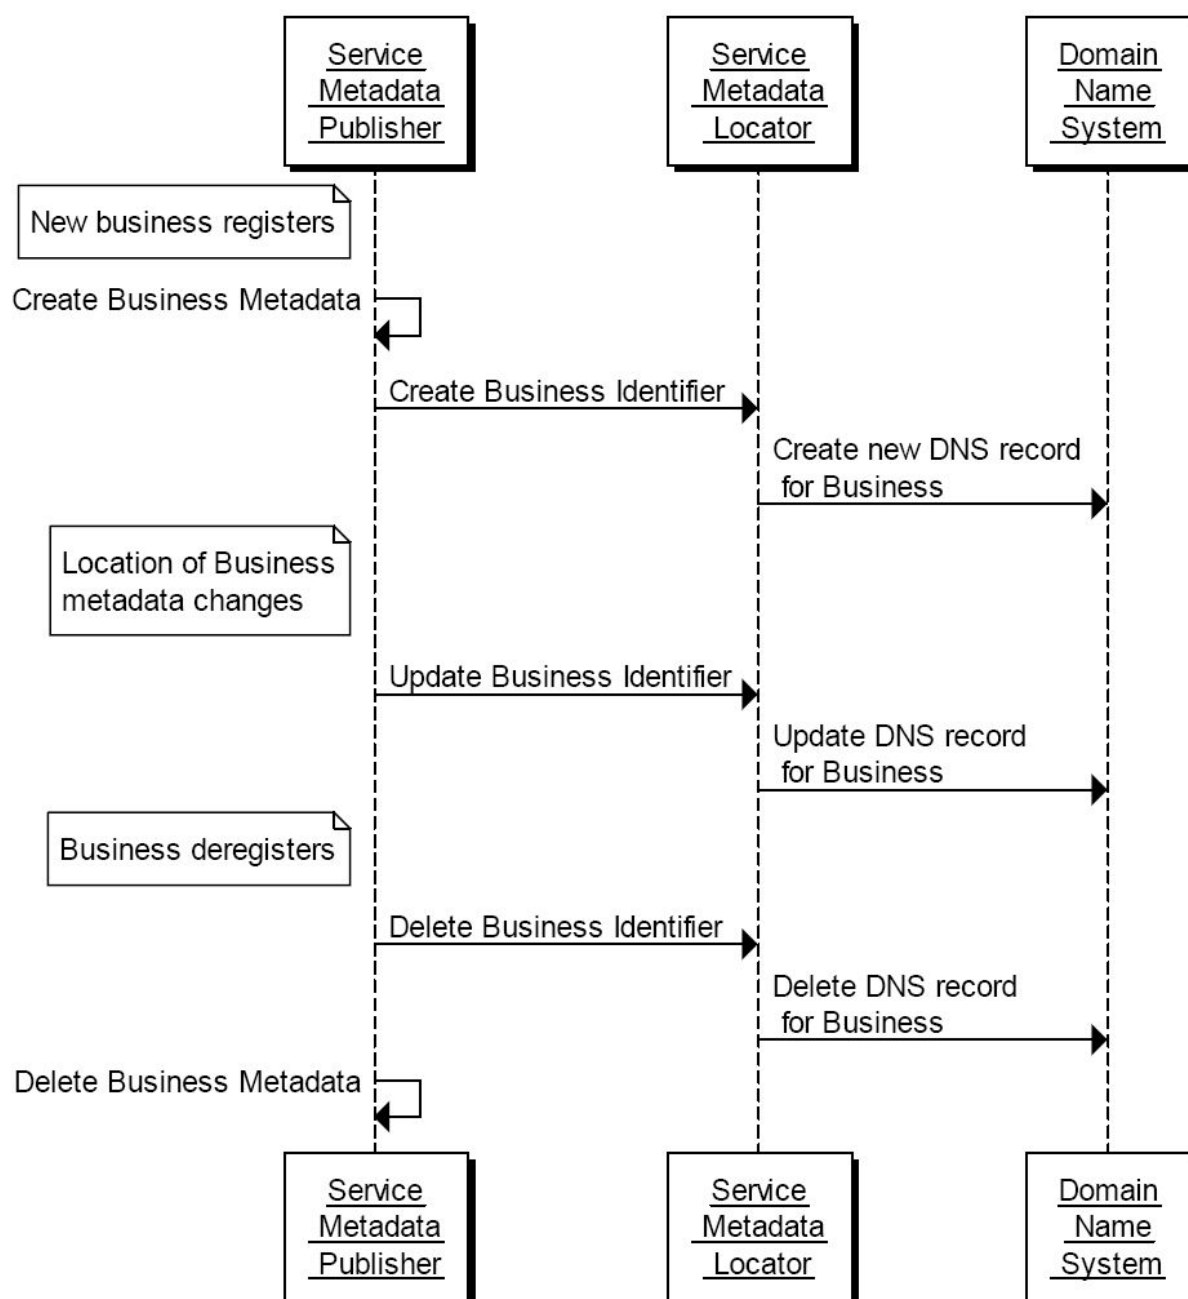 Service
Metadata
Publisher
Service
Metadata
Locator
Domain
Name
System
New business registers
Create Business Metadata
Create Business Identifier
Create new DNS record
for Business
Location of Business
metadata changes
Update Business Identifier
Update DNS record
for Business
Business deregisters
Delete Business Identifier
Delete DNS record
for Business
Delete Business Metadata
Service
Metadata
Publisher
Service
Metadata
Locator
Domain
Name
System